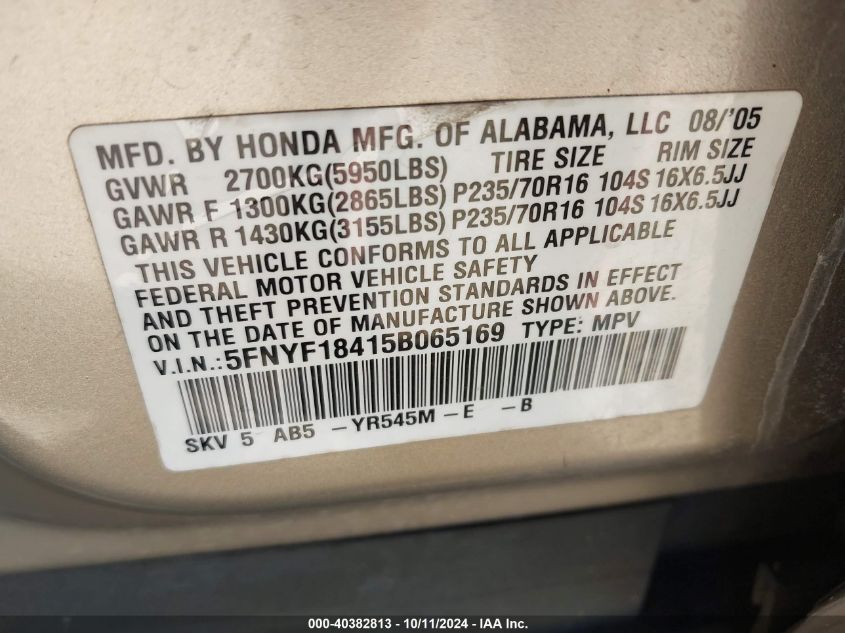 MFD. BY HONDA MFG. OF ALABAMA, LLC 08/'05
GVWR 2700KG(5950LBS) TIRE SIZE RIM SIZE
GAWR F 1300KG(2865LBS) P235/70R16 104S 16X6.5JJ
GAWR R 1430KG(3155LBS) P235/70R16 104S 16X6.5JJ
THIS VEHICLE CONFORMS TO ALL APPLICABLE
FEDERAL MOTOR VEHICLE SAFETY
AND THEFT PREVENTION STANDARDS IN EFFECT
ON THE DATE OF MANUFACTURE SHOWN ABOVE.
V.I.N.:5FNYF18415B065169 TYPE: MPV
SKV 5 AB5 -YR545M-E -B
000-40382813 - 10/11/2024 - IAA Inc.